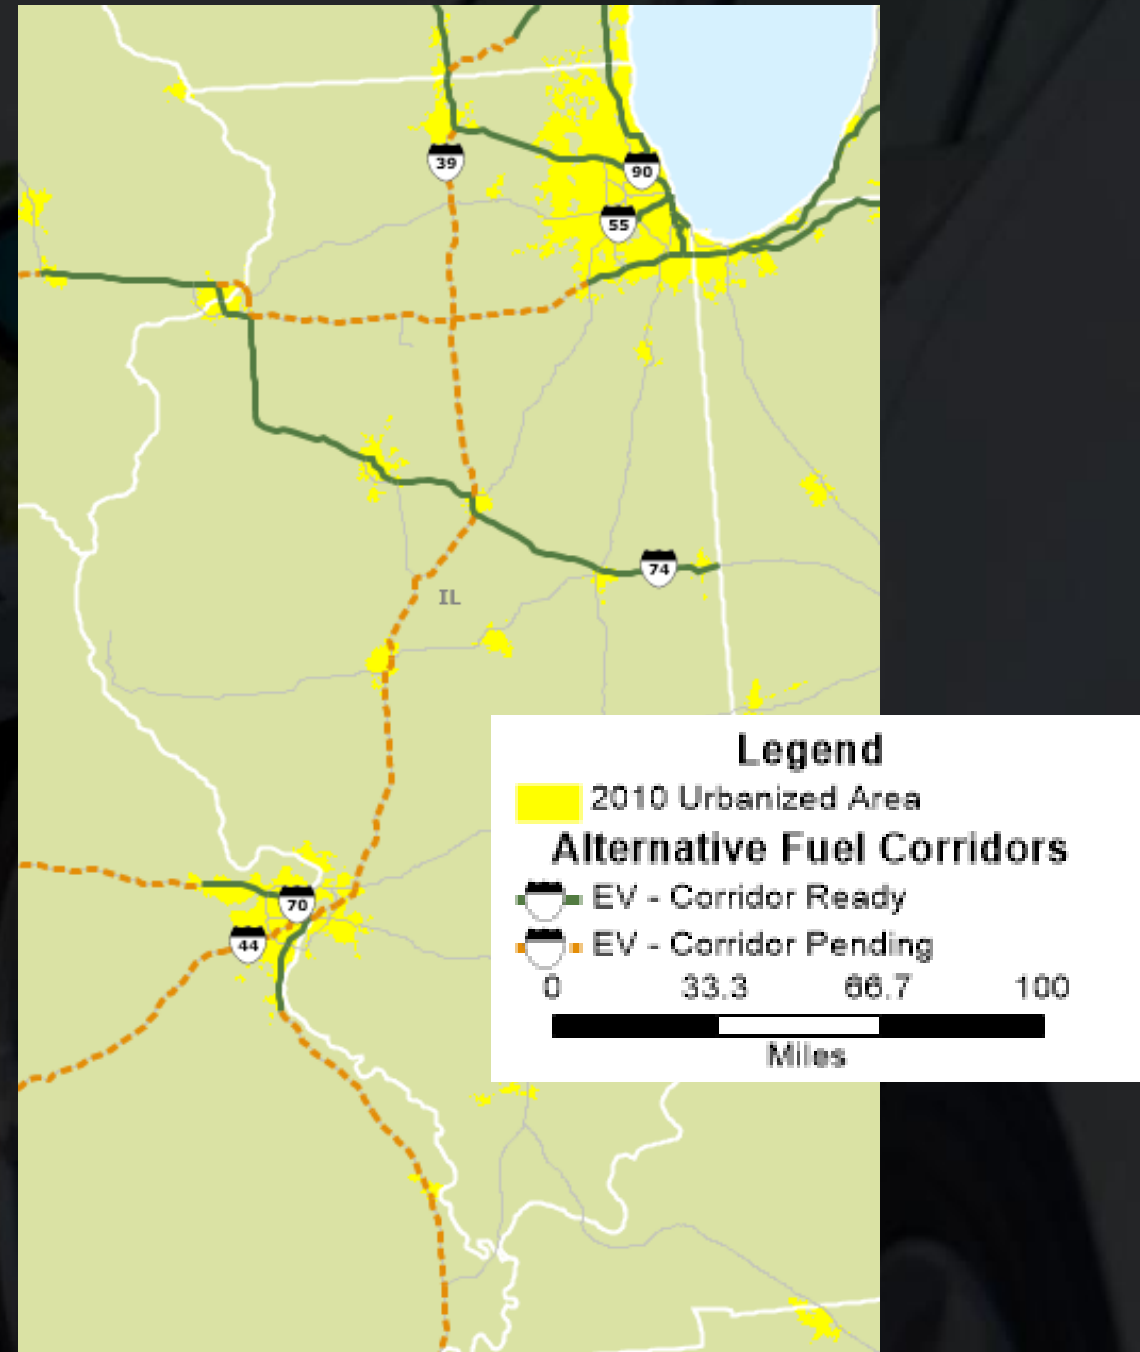 39
90
55
74
IL
70
44
Legend
2010 Urbanized Area
Alternative Fuel Corridors
EV - Corridor Ready
EV - Corridor Pending
0 33.3 66.7 100
Miles